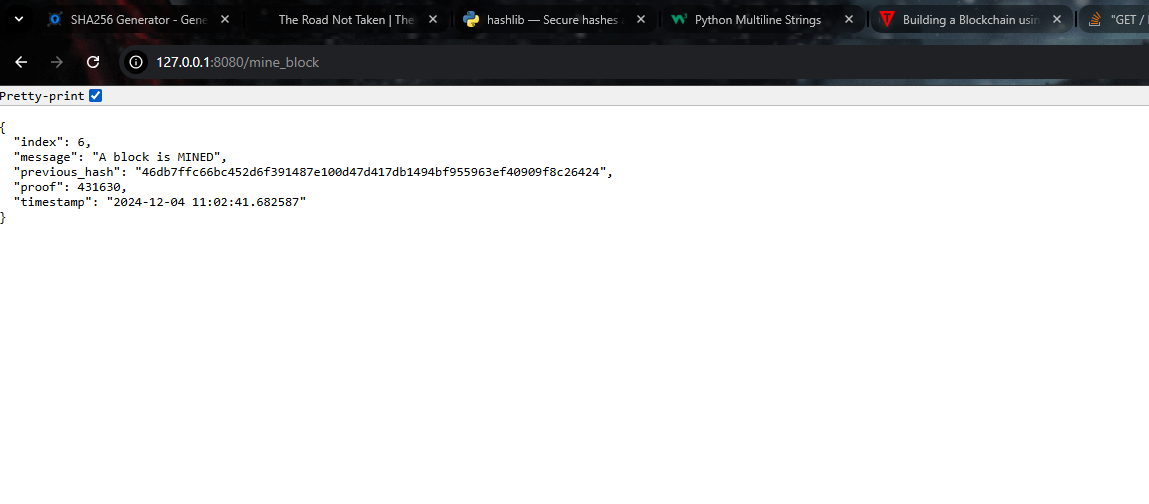 SHA256 Generator - Gene
The Road Not Taken | The
hashlib — Secure hashes
Python Multiline Strings
Building a Blockchain usin
"GET /
127.0.0.1:8080/mine_block
Pretty-print
{
"index": 6,
"message": "A block is MINED",
"previous_hash": "46db7ffc66bc452d6f391487e100d47d417db1494bf955963ef40909f8c26424",
"proof": 431630,
"timestamp": "2024-12-04 11:02:41.682587"
}